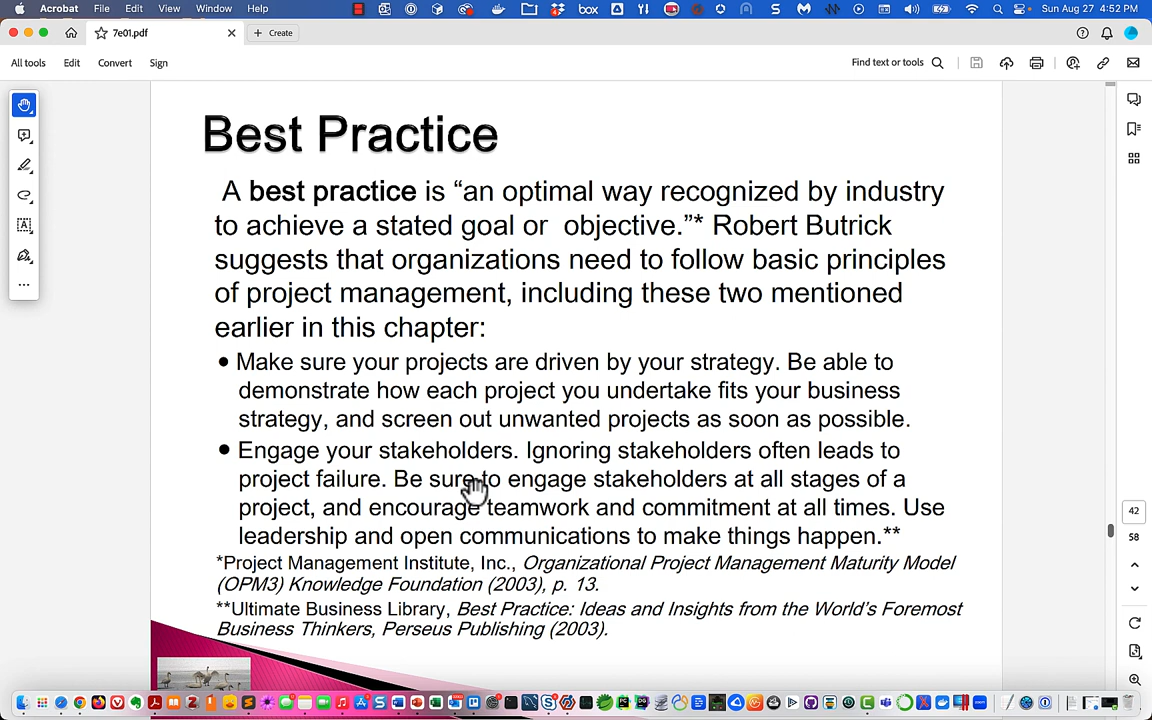 Acrobat File Edit View Window Help box Sun Aug 27 4:52 PM
7e01.pdf Create
All tools Edit Convert Sign Find text or tools
Best Practice
A best practice is “an optimal way recognized by industry
to achieve a stated goal or objective.”* Robert Butrick
suggests that organizations need to follow basic principles
of project management, including these two mentioned
earlier in this chapter:
• Make sure your projects are driven by your strategy. Be able to
demonstrate how each project you undertake fits your business
strategy, and screen out unwanted projects as soon as possible.
• Engage your stakeholders. Ignoring stakeholders often leads to
project failure. Be sure to engage stakeholders at all stages of a
project, and encourage teamwork and commitment at all times. Use
leadership and open communications to make things happen.**
*Project Management Institute, Inc., Organizational Project Management Maturity Model
(OPM3) Knowledge Foundation (2003), p. 13.
**Ultimate Business Library, Best Practice: Ideas and Insights from the World’s Foremost
Business Thinkers, Perseus Publishing (2003).
42
58